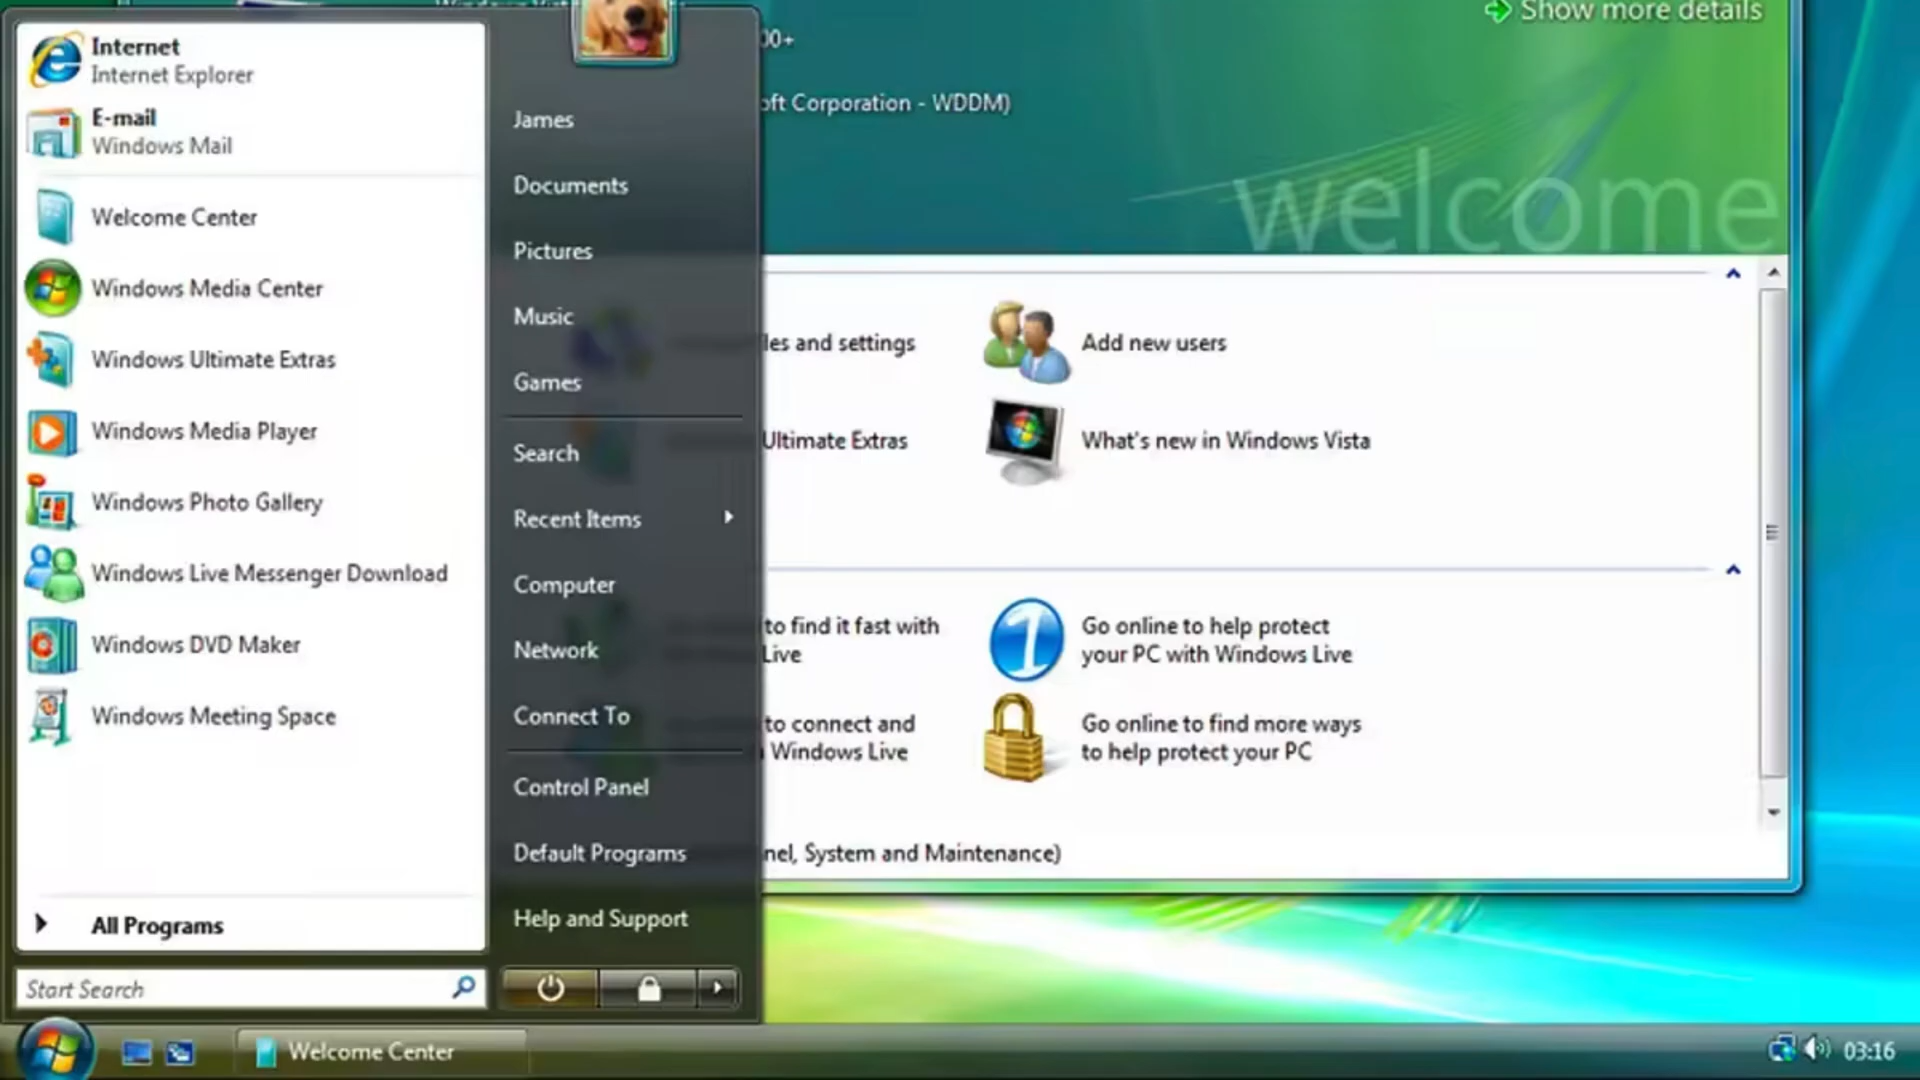 Internet
Internet Explorer
E-mail
Windows Mail
Welcome Center
Windows Media Center
Windows Ultimate Extras
Windows Media Player
Windows Photo Gallery
Windows Live Messenger Download
Windows DVD Maker
Windows Meeting Space
All Programs
Start Search
James
Documents
Pictures
Music
Games
Search
Recent Items
Computer
Network
Connect To
Control Panel
Default Programs
Help and Support
Show more details
00+
oft Corporation - WDDM)
welcome
les and settings
Add new users
Ultimate Extras
What's new in Windows Vista
to find it fast with
Live
Go online to help protect
your PC with Windows Live
to connect and
Windows Live
Go online to find more ways
to help protect your PC
nel, System and Maintenance)
Welcome Center
03:16